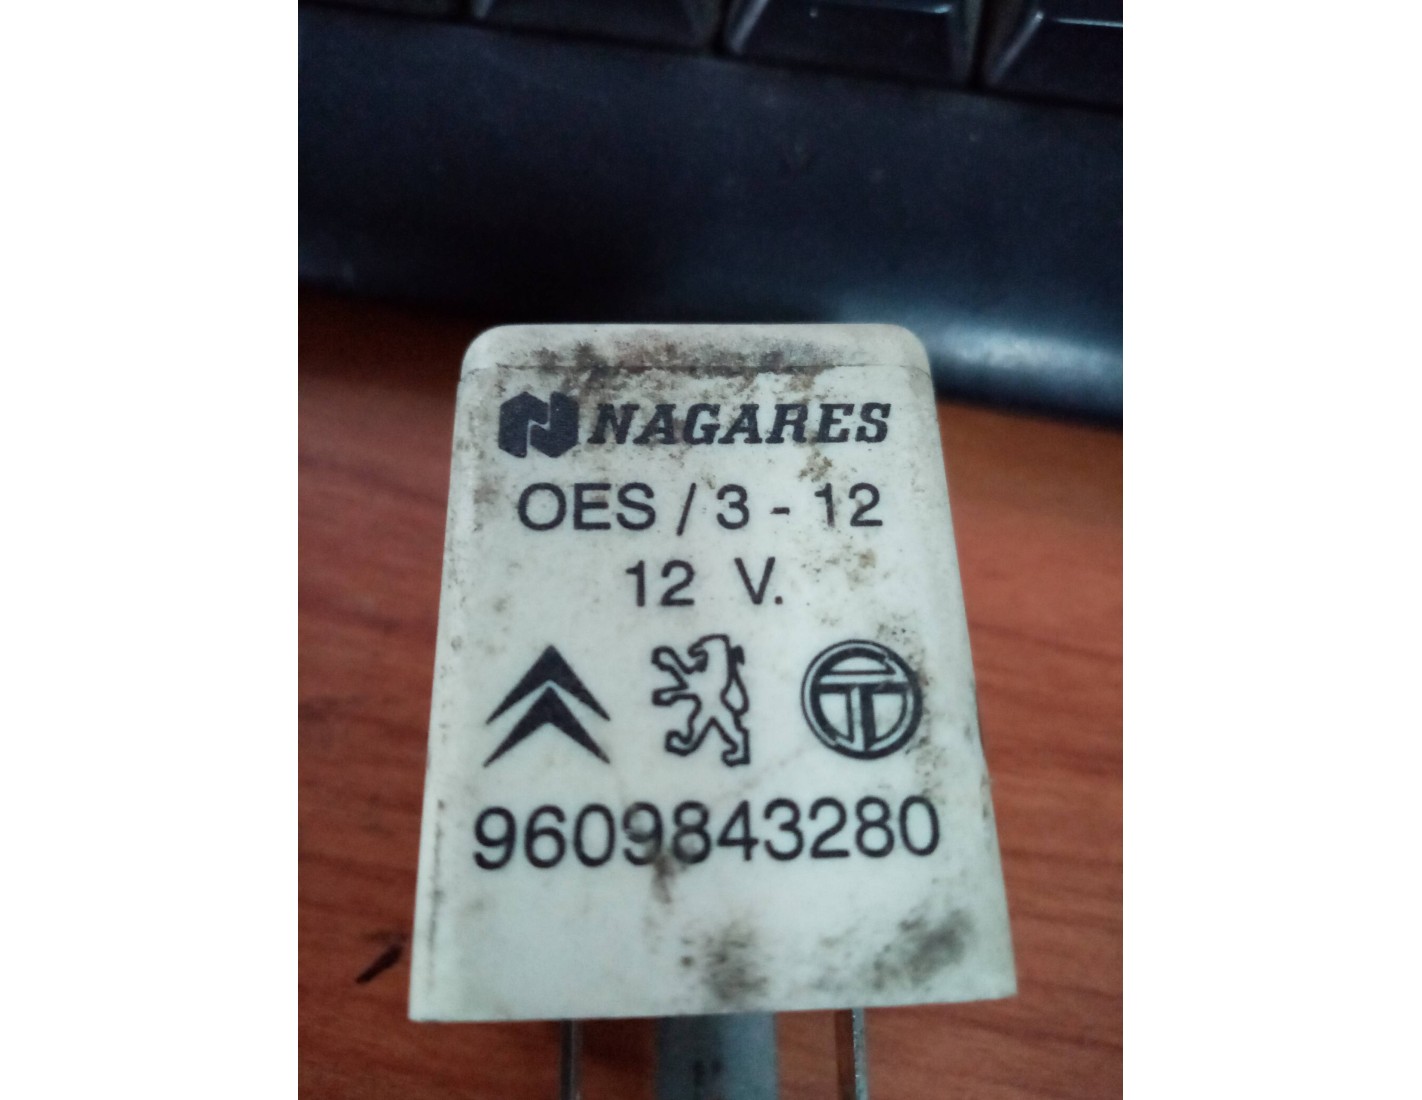 NAGARES
OES / 3 - 12
12 V.
9609843280